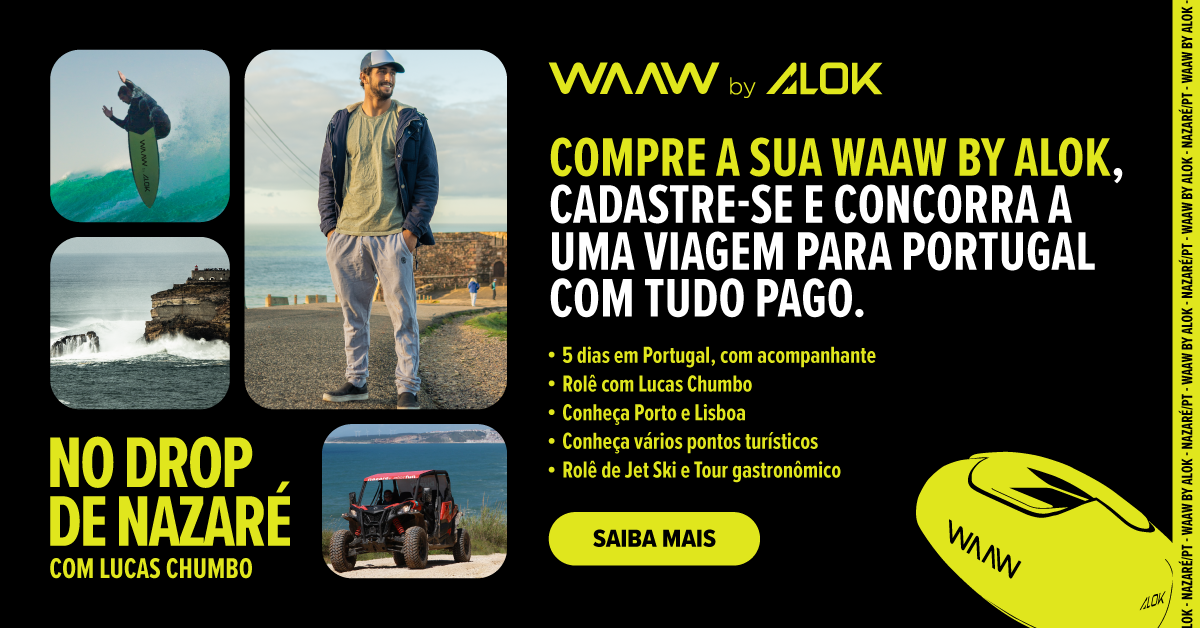 WAAW by ALOK
COMPRE A SUA WAAW BY ALOK,
CADASTRE-SE E CONCORRA A
UMA VIAGEM PARA PORTUGAL
COM TUDO PAGO.
• 5 dias em Portugal, com acompanhante
• Rolê com Lucas Chumbo
• Conheça Porto e Lisboa
• Conheça vários pontos turísticos
• Rolê de Jet Ski e Tour gastronômico
SAIBA MAIS
NO DROP
DE NAZARÉ
COM LUCAS CHUMBO
WAAW
ALOK
WAAW
ALOK
LOK - NAZARÉ/PT - WAAW BY ALOK - NAZARÉ/PT - WAAW BY ALOK - NAZARÉ/PT - WAAW BY ALOK - NAZARÉ/PT - WAAW BY ALOK -